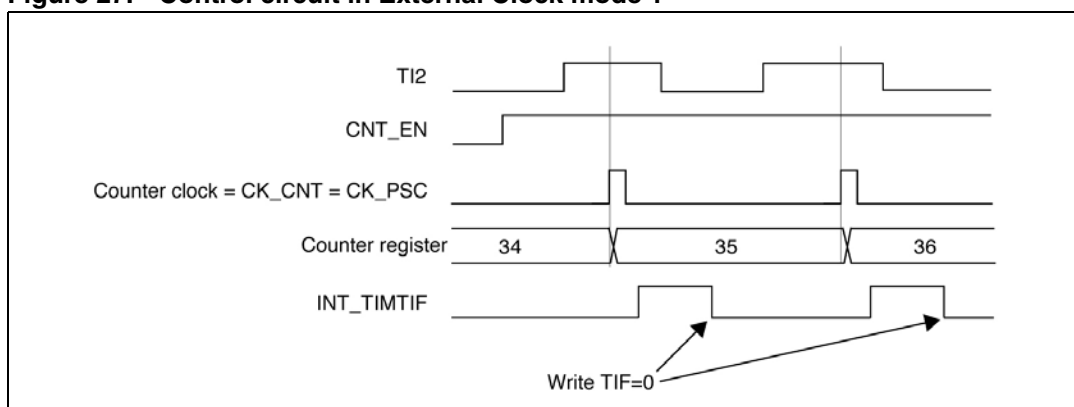 Figure 27. Control circuit in External Clock mode 1
TI2
CNT_EN
Counter clock = CK_CNT = CK_PSC
Counter register
34
35
36
INT_TIMTIF
Write TIF=0